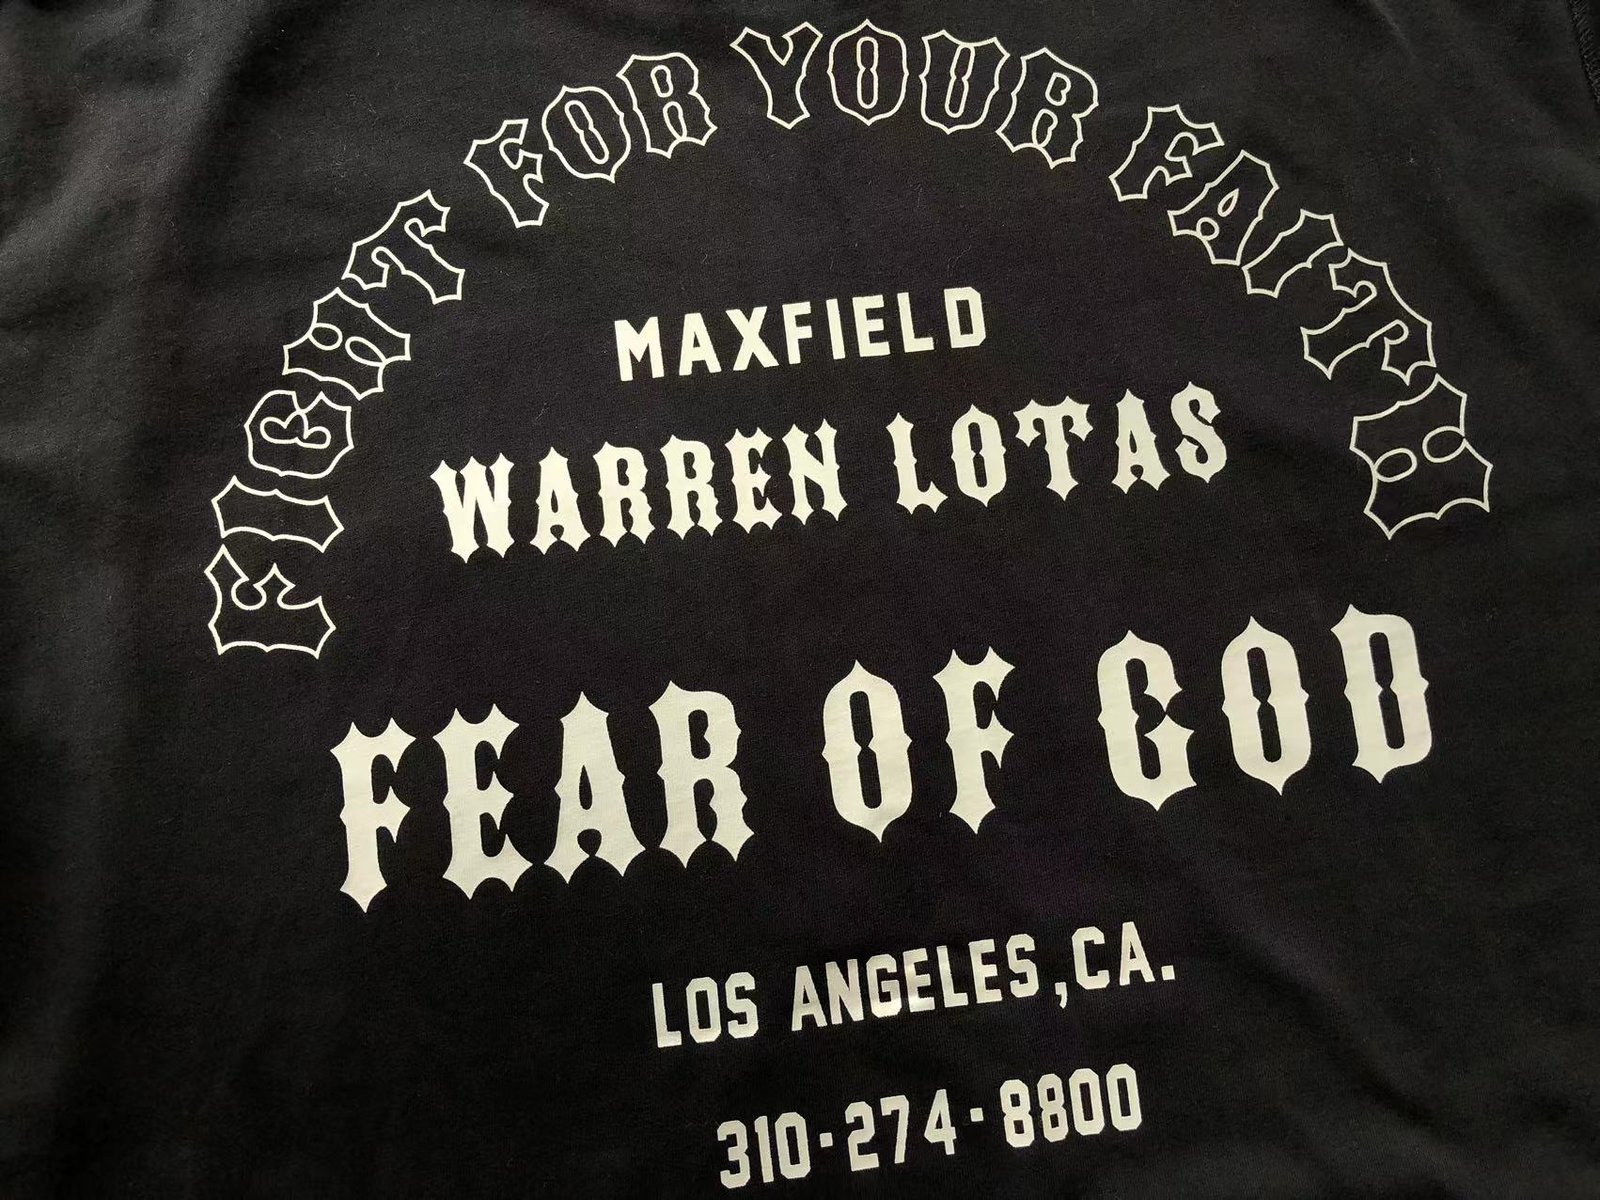 FIGHT FOR YOUR FAITH
MAXFIELD
WARREN LOTAS
FEAR OF GOD
LOS ANGELES,CA.
310-274-8800